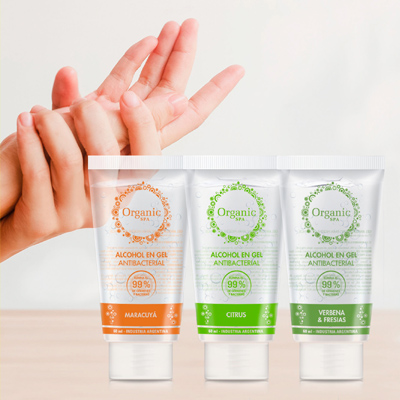 Organic
SPA
ALCOHOL EN GEL
ANTIBACTERIAL
99%
MARACUYÁ
INDUSTRIA ARGENTINA
Organic
SPA
ALCOHOL EN GEL
ANTIBACTERIAL
99%
CITRUS
INDUSTRIA ARGENTINA
Organic
SPA
ALCOHOL EN GEL
ANTIBACTERIAL
99%
VERBENA
& FRESIAS
INDUSTRIA ARGENTINA